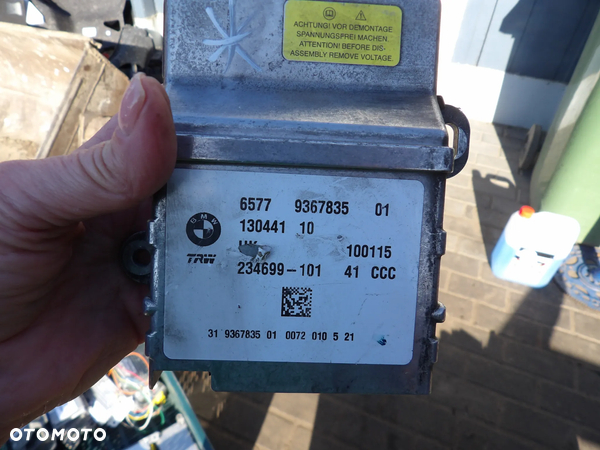 ACHTUNG! VOR DEMONTAGE
SPANNUNGSFREI MACHEN.
ATTENTION! BEFORE DIS-
ASSEMBLY REMOVE VOLTAGE.
6577 9367835 01
BMW 130441 10
100115
TRW 234699-101 41 CCC
31 9367835 01 0072 010 5 21
OTOMOTO